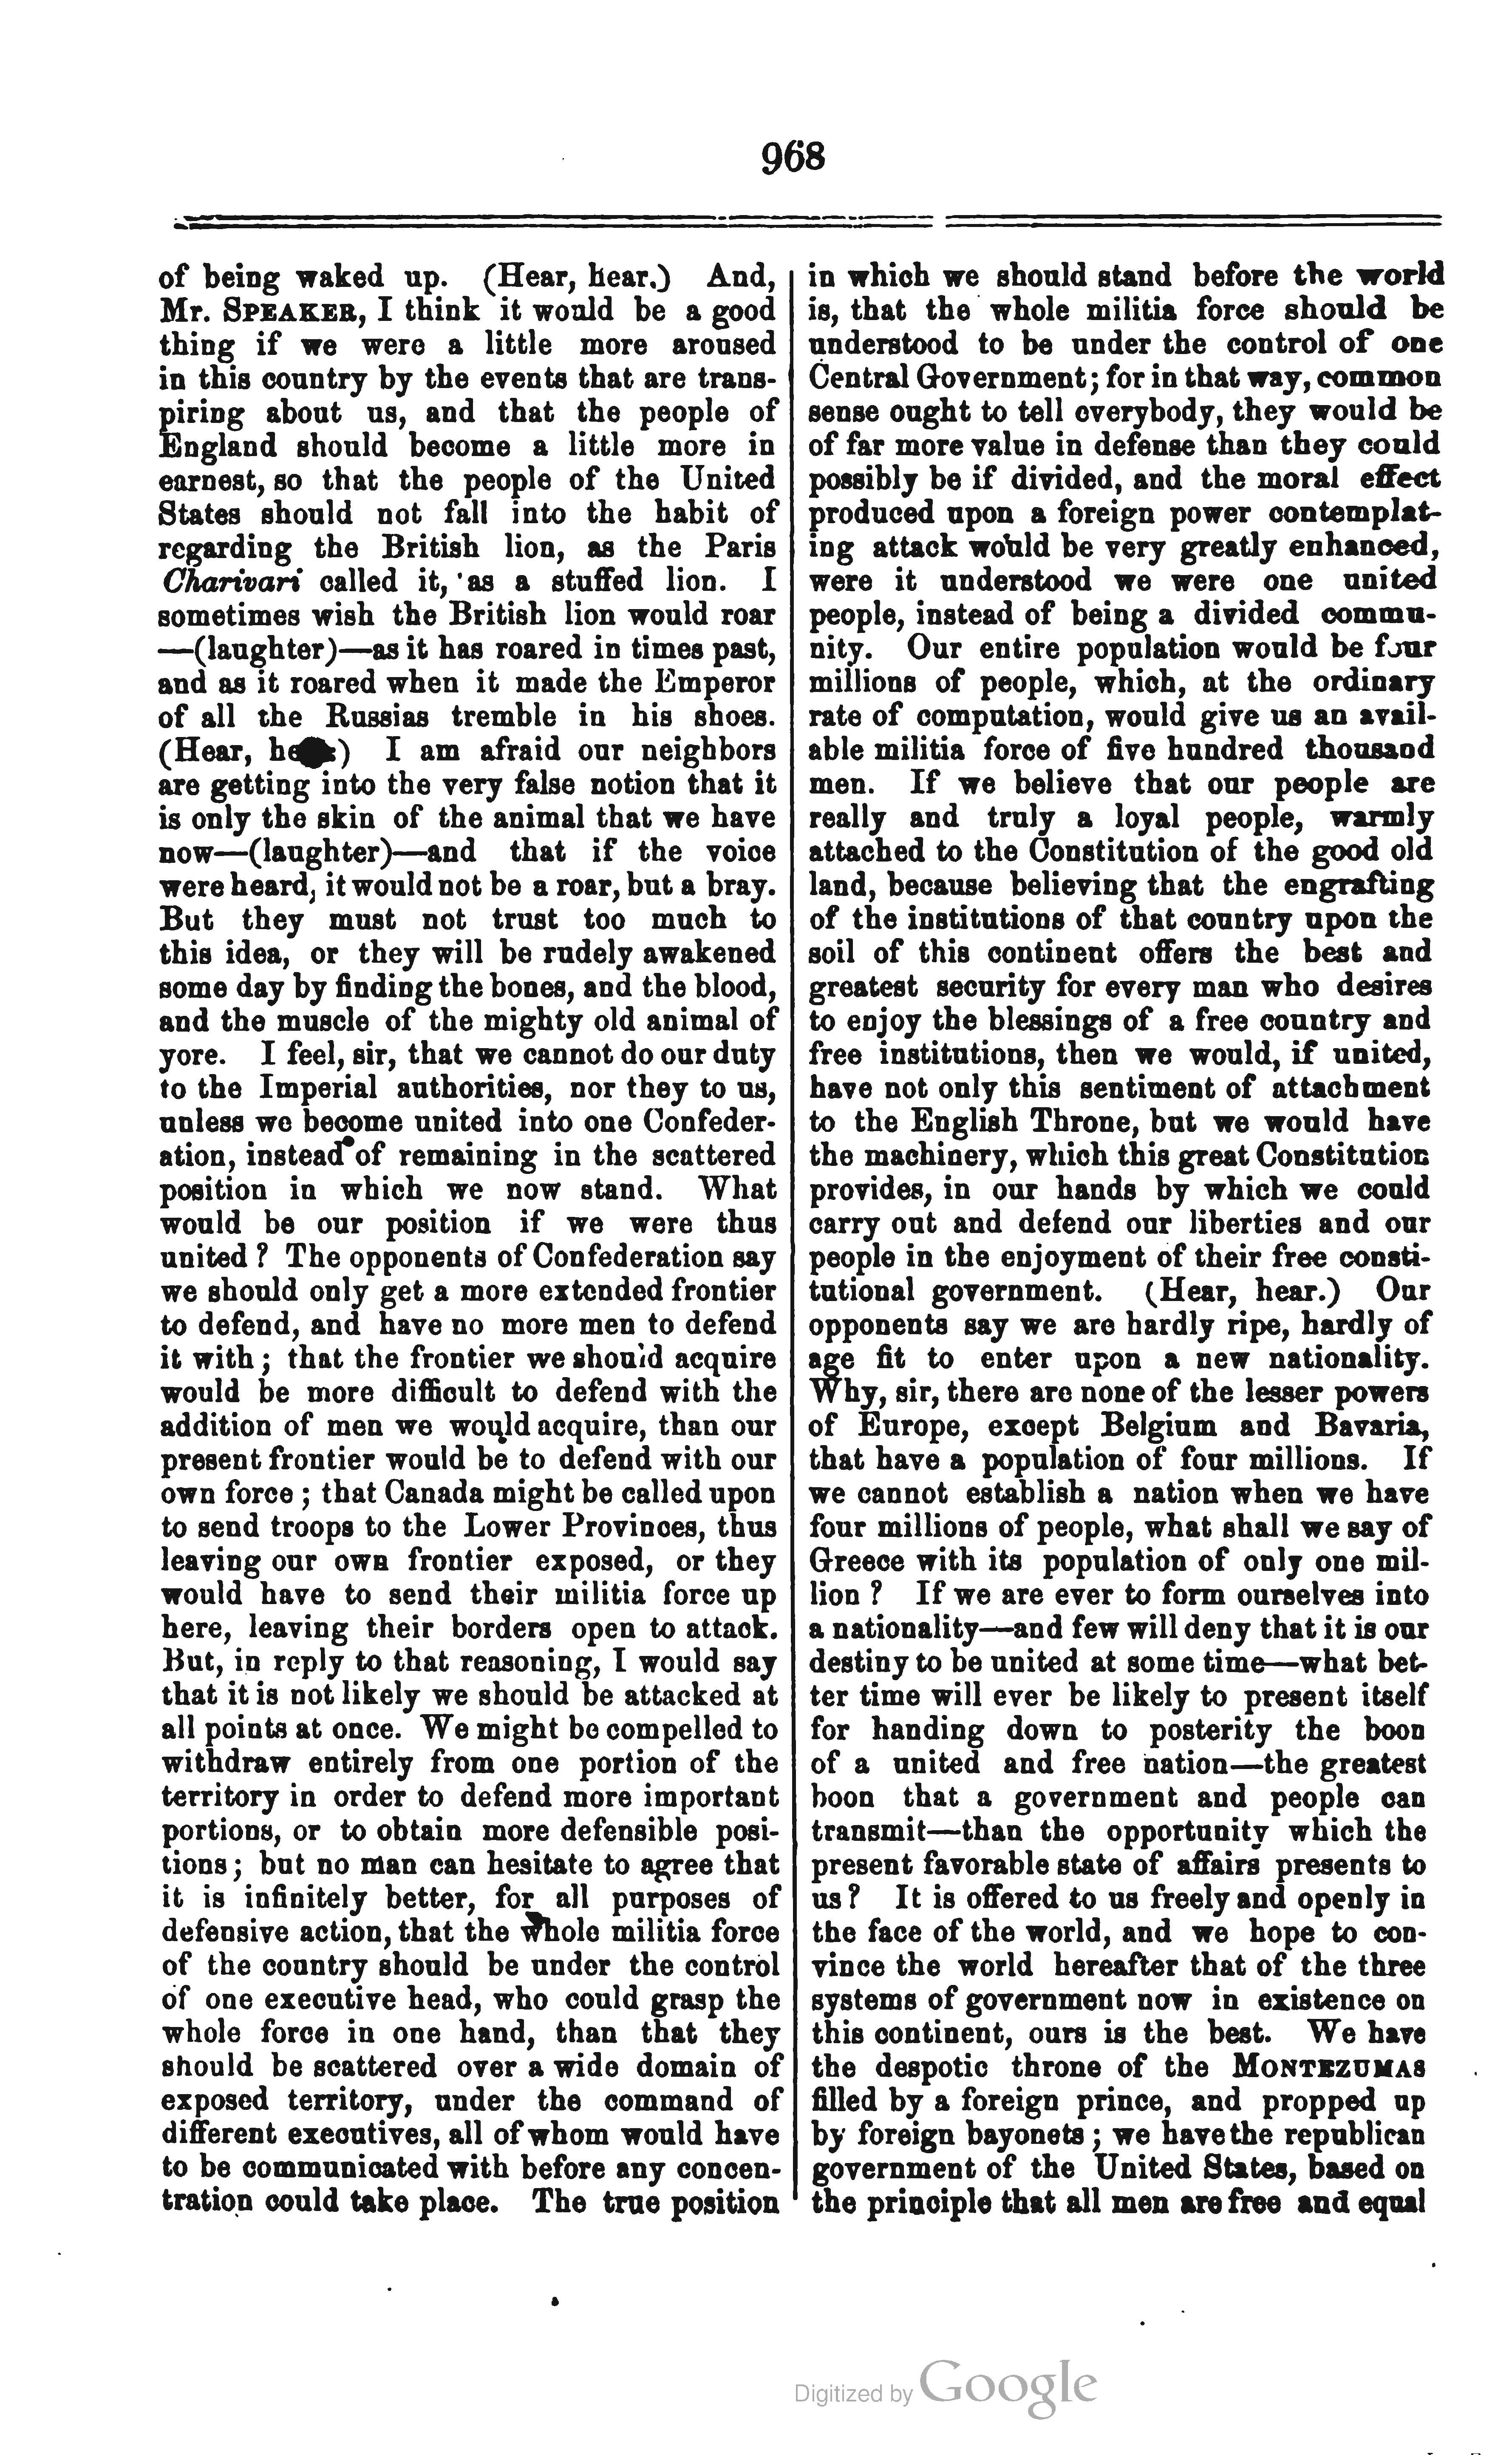 968
of being waked up. (Hear, hear.) And,
Mr. SPEAKER, I think it would be a good
thing if we were a little more aroused
in this country by the events that are trans-
piring about us, and that the people of
England should become a little more in
earnest, so that the people of the United
States should not fall into the habit of
regarding the British lion, as the Paris
Charivari called it, as a stuffed lion. I
sometimes wish the British lion would roar
—(laughter)—as it has roared in times past,
and as it roared when it made the Emperor
of all the Russias tremble in his shoes.
(Hear, hear.) I am afraid our neighbors
are getting into the very false notion that it
is only the skin of the animal that we have
now—(laughter)—and that if the voice
were heard, it would not be a roar, but a bray.
But they must not trust too much to
this idea, or they will be rudely awakened
some day by finding the bones, and the blood,
and the muscle of the mighty old animal of
yore. I feel, sir, that we cannot do our duty
to the Imperial authorities, nor they to us,
unless we become united into one Confeder-
ation, instead of remaining in the scattered
position in which we now stand. What
would be our position if we were thus
united? The opponents of Confederation say
we should only get a more extended frontier
to defend, and have no more men to defend
it with; that the frontier we should acquire
would be more difficult to defend with the
addition of men we would acquire, than our
present frontier would be to defend with our
own force; that Canada might be called upon
to send troops to the Lower Provinces, thus
leaving our own frontier exposed, or they
would have to send their militia force up
here, leaving their borders open to attack.
But, in reply to that reasoning, I would say
that it is not likely we should be attacked at
all points at once. We might be compelled to
withdraw entirely from one portion of the
territory in order to defend more important
portions, or to obtain more defensible posi-
tions; but no man can hesitate to agree that
it is infinitely better, for all purposes of
defensive action, that the whole militia force
of the country should be under the control
of one executive head, who could grasp the
whole force in one hand, than that they
should be scattered over a wide domain of
exposed territory, under the command of
different executives, all of whom would have
to be communicated with before any concen-
tration could take place. The true position
in which we should stand before the world
is, that the whole militia force should be
understood to be under the control of one
Central Government; for in that way, common
sense ought to tell everybody, they would be
of far more value in defense than they could
possibly be if divided, and the moral effect
produced upon a foreign power contemplat-
ing attack would be very greatly enhanced,
were it understood we were one united
people, instead of being a divided commu-
nity. Our entire population would be four
millions of people, which, at the ordinary
rate of computation, would give us an avail-
able militia force of five hundred thousand
men. If we believe that our people are
really and truly a loyal people, warmly
attached to the Constitution of the good old
land, because believing that the engrafting
of the institutions of that country upon the
soil of this continent offers the best and
greatest security for every man who desires
to enjoy the blessings of a free country and
free institutions, then we would, if united,
have not only this sentiment of attachment
to the English Throne, but we would have
the machinery, which this great Constitution
provides, in our hands by which we could
carry out and defend our liberties and our
people in the enjoyment of their free consti-
tutional government. (Hear, hear.) Our
opponents say we are hardly ripe, hardly of
age fit to enter upon a new nationality.
Why, sir, there are none of the lesser powers
of Europe, except Belgium and Bavaria,
that have a population of four millions. If
we cannot establish a nation when we have
four millions of people, what shall we say of
Greece with its population of only one mil-
lion? If we are ever to form ourselves into
a nationality—and few will deny that it is our
destiny to be united at some time—what bet-
ter time will ever be likely to present itself
for handing down to posterity the boon
of a united and free nation—the greatest
boon that a government and people can
transmit—than the opportunity which the
present favorable state of affairs presents to
us? It is offered to us freely and openly in
the face of the world, and we hope to con-
vince the world hereafter that of the three
systems of government now in existence on
this continent, ours is the best. We have
the despotic throne of the MONTEZUMAS
filled by a foreign prince, and propped up
by foreign bayonets; we have the republican
government of the United States, based on
the principle that all men are free and equal
Digitized by Google